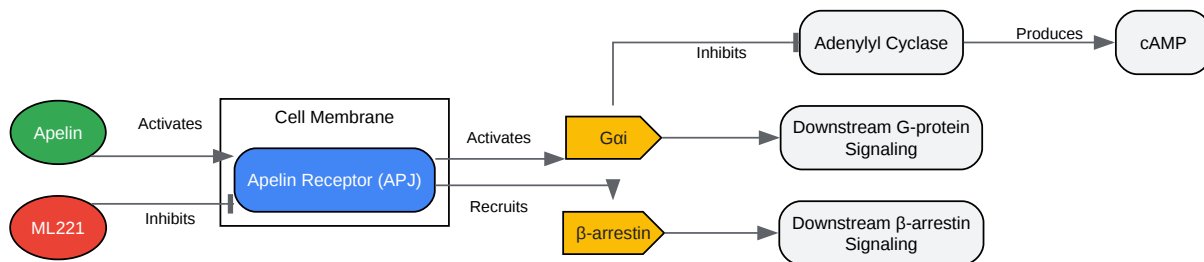 Adenylyl Cyclase
Produces
cAMP
Inhibits
Apelin
Activates
Cell Membrane
Apelin Receptor (APJ)
Activates
Gαi
Downstream G-protein
Signaling
ML221
Inhibits
Recruits
β-arrestin
Downstream β-arrestin
Signaling